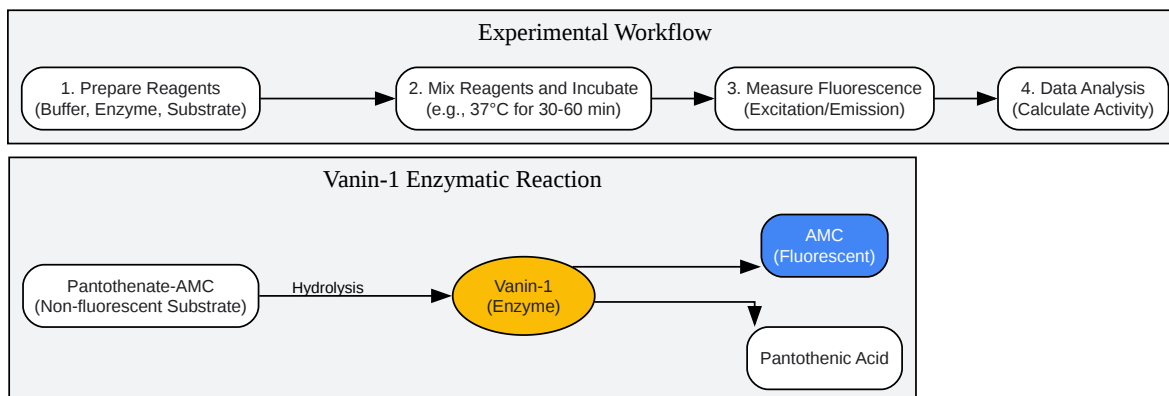 Experimental Workflow
1. Prepare Reagents
(Buffer, Enzyme, Substrate)
2. Mix Reagents and Incubate
(e.g., 37°C for 30-60 min)
3. Measure Fluorescence
(Excitation/Emission)
4. Data Analysis
(Calculate Activity)
Vanin-1 Enzymatic Reaction
Pantothenate-AMC
(Non-fluorescent Substrate)
Hydrolysis
Vanin-1
(Enzyme)
AMC
(Fluorescent)
Pantothenic Acid